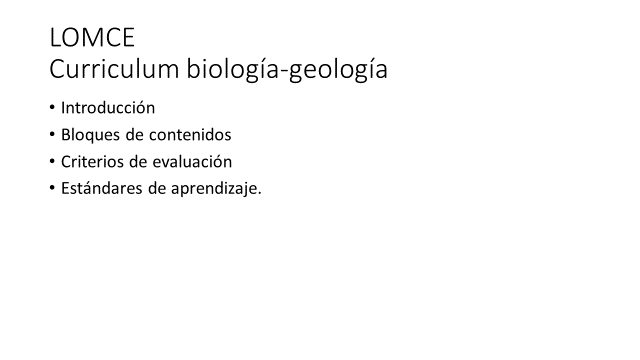 LOMCE
Curriculum biología-geología
• Introducción
• Bloques de contenidos
• Criterios de evaluación
• Estándares de aprendizaje.